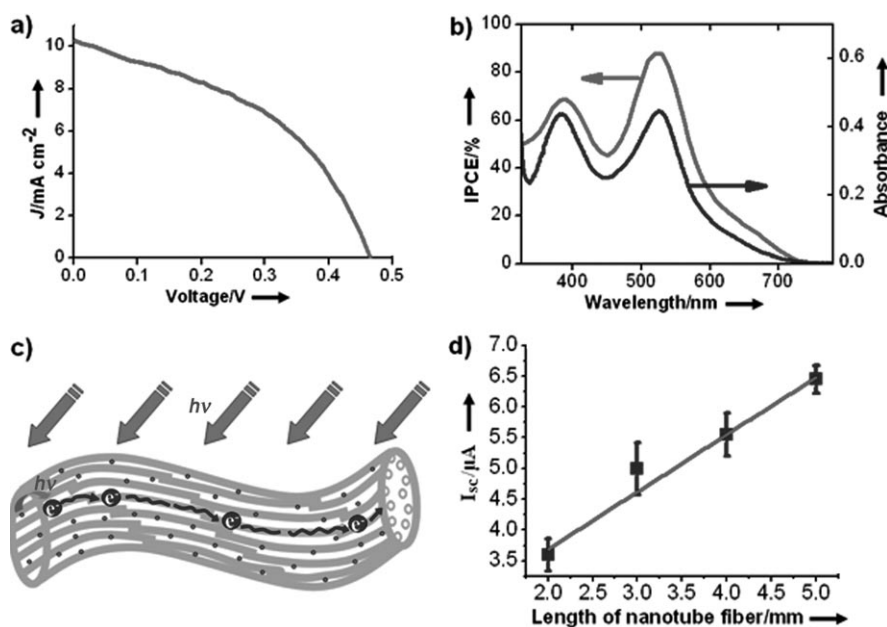 a)
10
8
6
4
2
0
J/mA cm-2
0.0 0.1 0.2 0.3 0.4 0.5
Voltage/V
b)
100
80
60
40
20
0
IPCE/%
0.6
0.4
0.2
0.0
Absorbance
400 500 600 700
Wavelength/nm
c)
hν
hν
e e e e
d)
7.0
6.5
6.0
5.5
5.0
4.5
4.0
3.5
Isc/μA
2.0 2.5 3.0 3.5 4.0 4.5 5.0
Length of nanotube fiber/mm